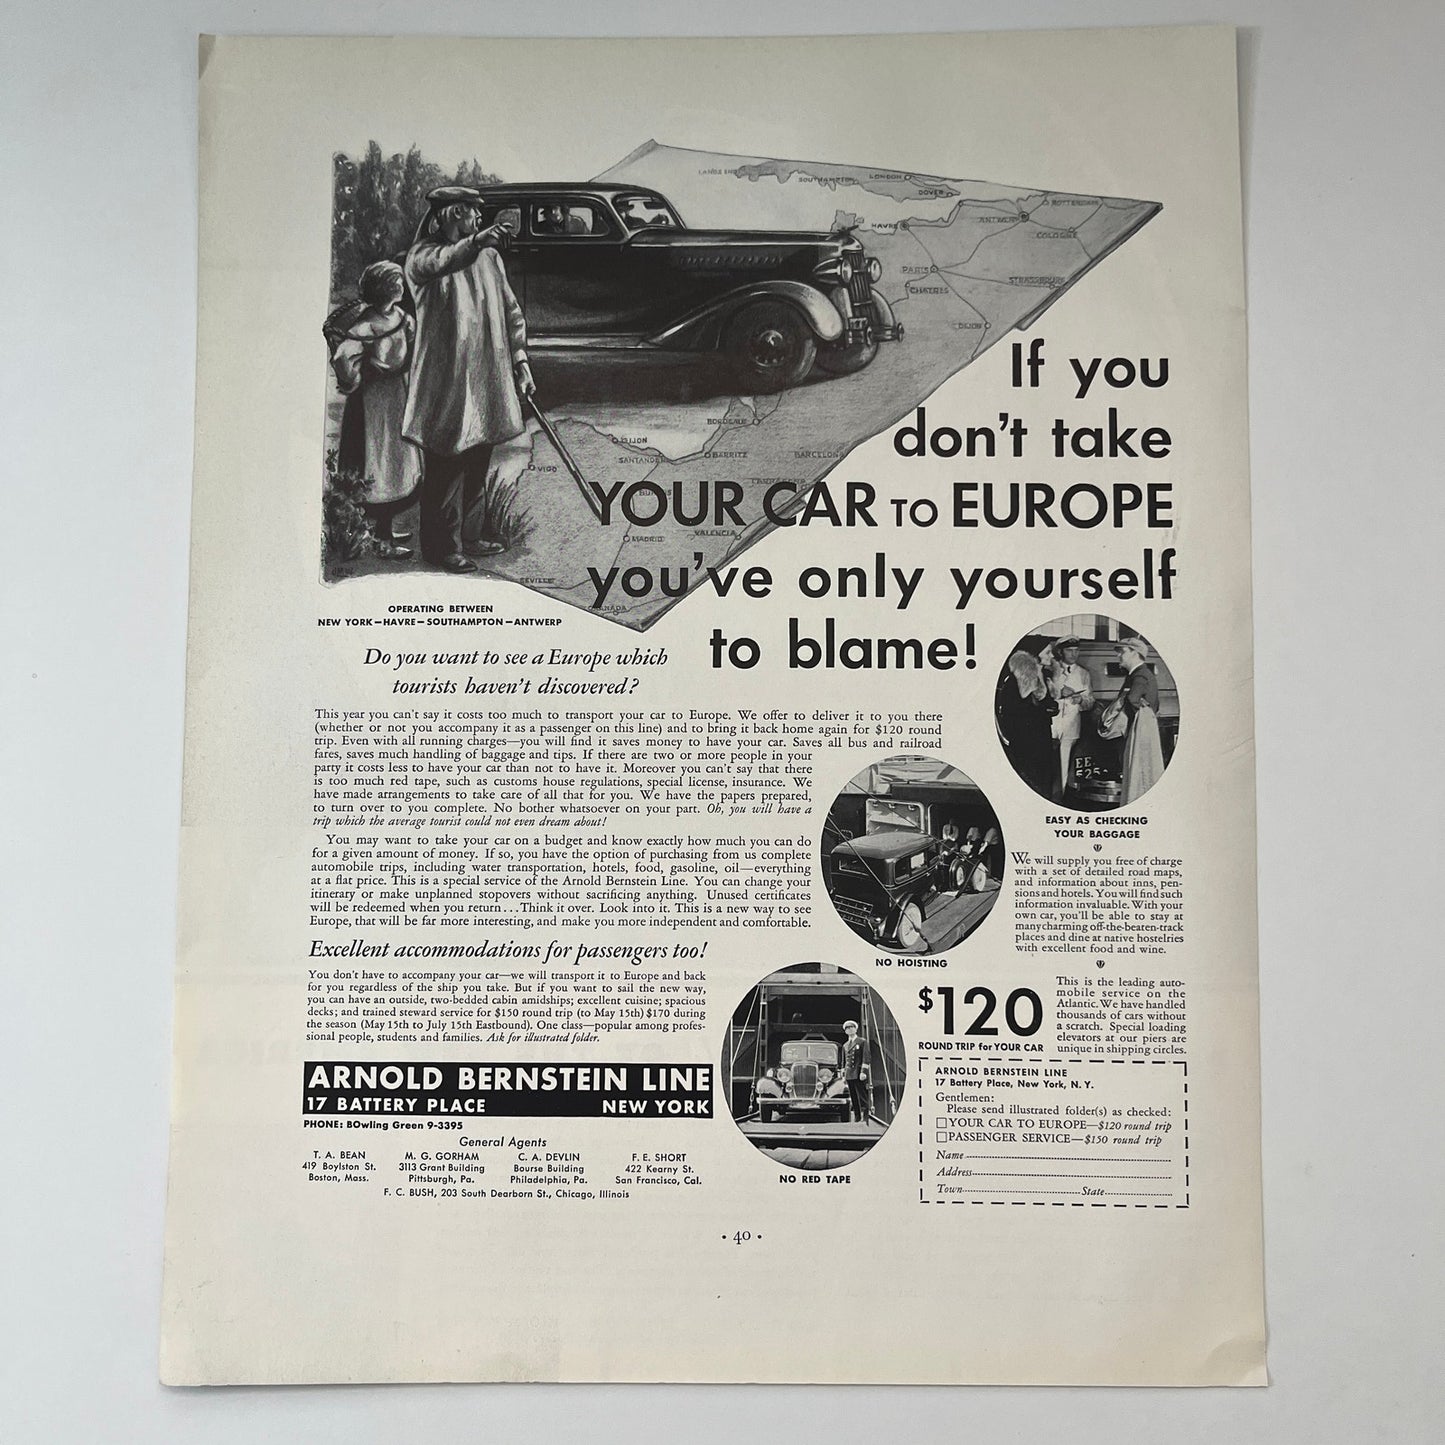 LANDS END
SOUTHAMPTON
LONDON
DOVER
HAVRE
ANTWERP
ROTTERDAM
COLOGNE
PARIS
CHATRES
STRASSBOURG
DIJON
BORDEAUX
GIJON
SANTANDER
BIARRITZ
BARCELONA
VIGO
MADRID
VALENCIA
SEVILLE
If you
don't take
YOUR CAR TO EUROPE
you've only yourself
to blame!
OPERATING BETWEEN
NEW YORK—HAVRE—SOUTHAMPTON—ANTWERP
Do you want to see a Europe which
tourists haven't discovered?
This year you can't say it costs too much to transport your car to Europe. We offer to deliver it to you there
(whether or not you accompany it as a passenger on this line) and to bring it back home again for $120 round
trip. Even with all running charges—you will find it saves money to have your car. Saves all bus and railroad
fares, saves much handling of baggage and tips. If there are two or more people in your
party it costs less to have your car than not to have it. Moreover you can't say that there
is too much red tape, such as customs house regulations, special license, insurance. We
have made arrangements to take care of all that for you. We have the papers prepared,
to turn over to you complete. No bother whatsoever on your part. Oh, you will have a
trip which the average tourist could not even dream about!
You may want to take your car on a budget and know exactly how much you can do
for a given amount of money. If so, you have the option of purchasing from us complete
automobile trips, including water transportation, hotels, food, gasoline, oil—everything
at a flat price. This is a special service of the Arnold Bernstein Line. You can change your
itinerary or make unplanned stopovers without sacrificing anything. Unused certificates
will be redeemed when you return...Think it over. Look into it. This is a new way to see
Europe, that will be far more interesting, and make you more independent and comfortable.
Excellent accommodations for passengers too!
You don't have to accompany your car—we will transport it to Europe and back
for you regardless of the ship you take. But if you want to sail the new way,
you can have an outside, two-bedded cabin amidships; excellent cuisine; spacious
decks; and trained steward service for $150 round trip (to May 15th) $170 during
the season (May 15th to July 15th Eastbound). One class—popular among profes-
sional people, students and families. Ask for illustrated folder.
ARNOLD BERNSTEIN LINE
17 BATTERY PLACE NEW YORK
PHONE: BOwling Green 9-3395
General Agents
T. A. BEAN
419 Boylston St.
Boston, Mass.
M. G. GORHAM
3113 Grant Building
Pittsburgh, Pa.
C. A. DEVLIN
Bourse Building
Philadelphia, Pa.
F. E. SHORT
422 Kearny St.
San Francisco, Cal.
F. C. BUSH, 203 South Dearborn St., Chicago, Illinois
EASY AS CHECKING
YOUR BAGGAGE
We will supply you free of charge
with a set of detailed road maps,
and information about inns, pen-
sions and hotels. You will find such
information invaluable. With your
own car, you'll be able to stay at
many charming off-the-beaten-track
places and dine at native hostelries
with excellent food and wine.
NO HOISTING
This is the leading auto-
mobile service on the
Atlantic. We have handled
thousands of cars without
a scratch. Special loading
elevators at our piers are
unique in shipping circles.
$120
ROUND TRIP for YOUR CAR
NO RED TAPE
ARNOLD BERNSTEIN LINE
17 Battery Place, New York, N. Y.
Gentlemen:
Please send illustrated folder(s) as checked:
YOUR CAR TO EUROPE—$120 round trip
PASSENGER SERVICE—$150 round trip
Name
Address
Town State
• 40 •